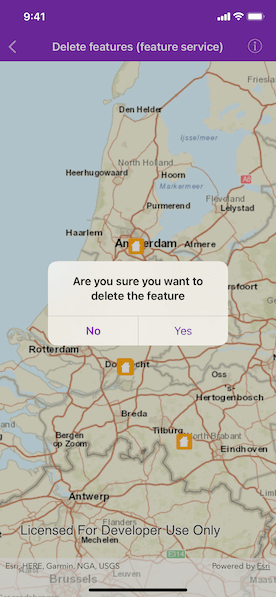 9:41
Delete features (feature service)
Frieslan
Den Helder
Ijsselmeer
North Holland
Heerhugowaard
Hoorn
Markermeer
A6
Purmerend
Flevoland
Lelystad
Haarlem
Almere
Are you sure you want to
delete the feature
No
Yes
Rotterdam
Oss
's-
Hertogenbosch
Breda
Tilburg
North Brabant
Bergen
op Zoom
Eindhoven
Antwerp
Licensed For Developer Use Only
Flanders
Mechelen
E314
Esri, HERE, Garmin, NGA, USGS
Powered by Esri
Leuven
Brussels